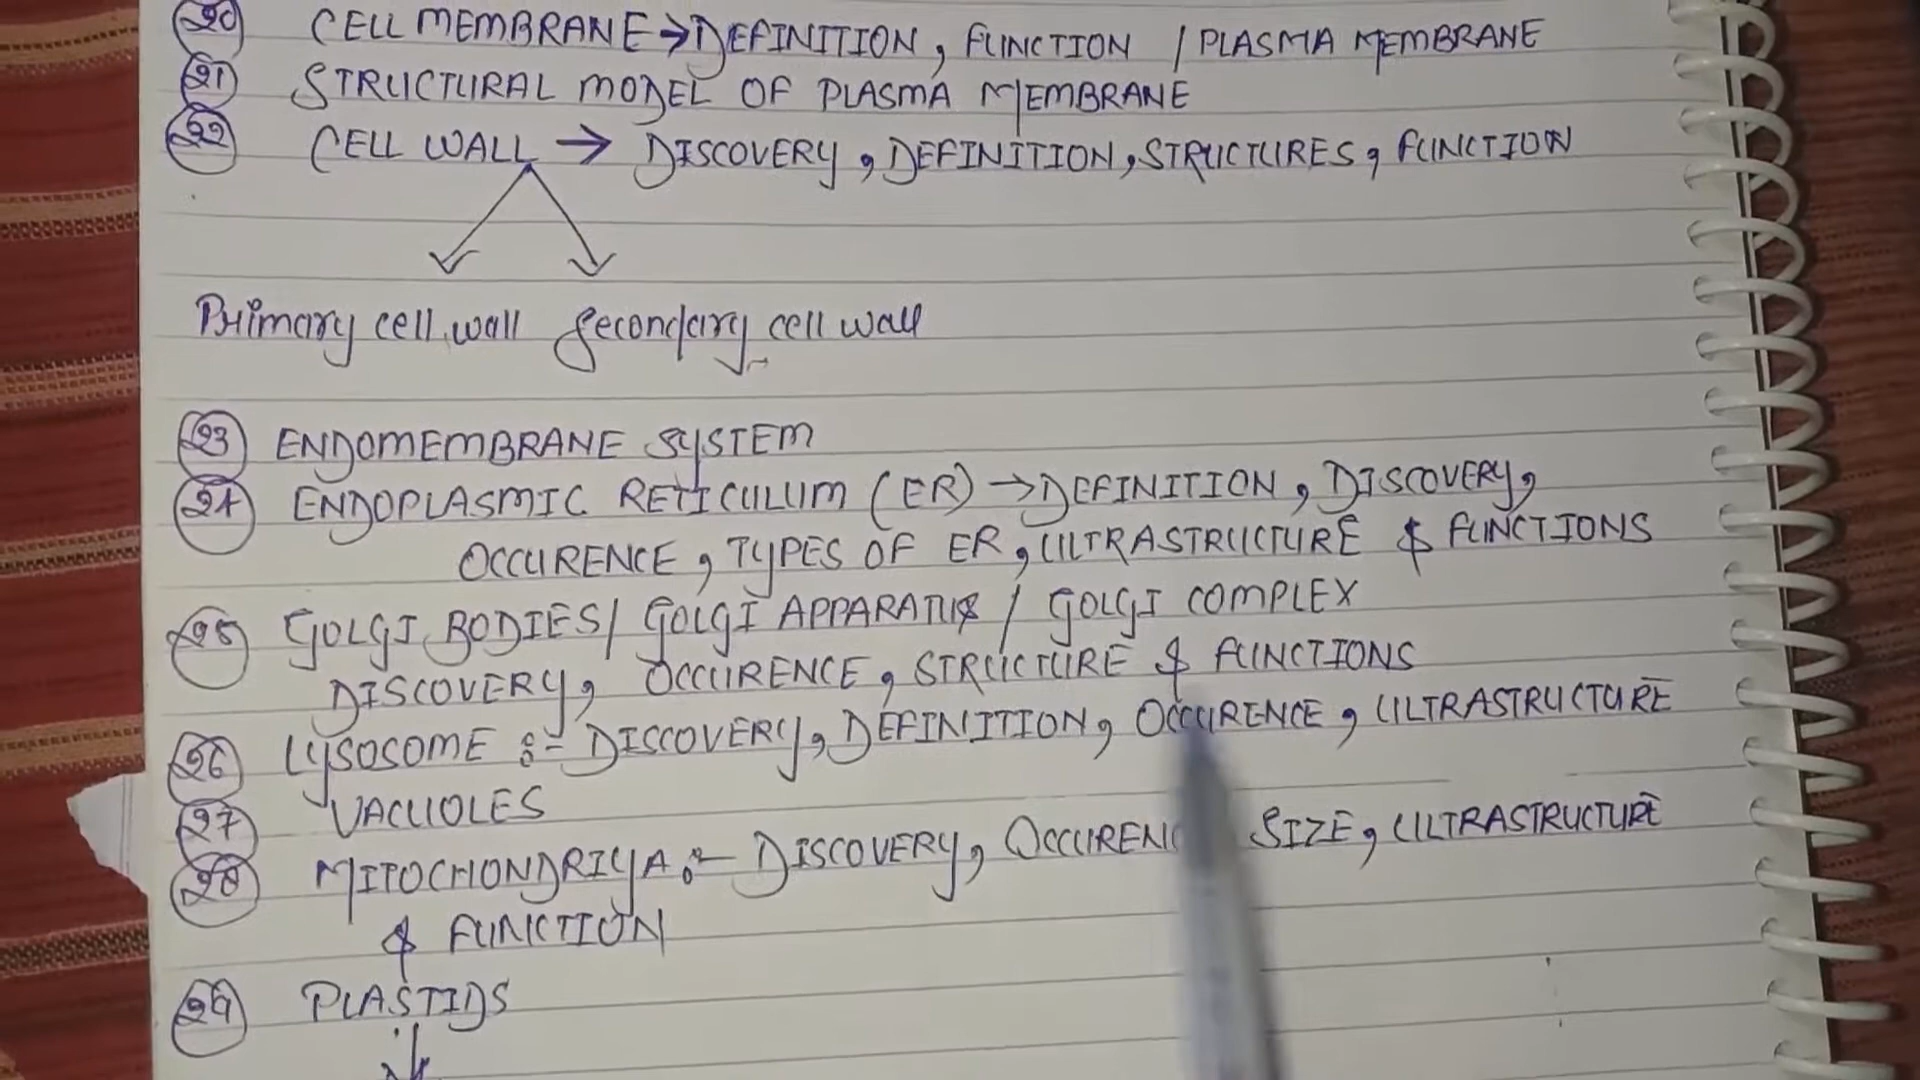 20 CELL MEMBRANE → DEFINITION, FUNCTION / PLASMA MEMBRANE
21 STRUCTURAL MODEL OF PLASMA MEMBRANE
22 CELL WALL → DISCOVERY, DEFINITION, STRUCTURES, FUNCTION
Primary cell wall Secondary cell wall
23 ENDOMEMBRANE SYSTEM
24 ENDOPLASMIC RETICULUM (ER) → DEFINITION, DISCOVERY,
OCCURENCE, TYPES OF ER, ULTRASTRUCTURE & FUNCTIONS
25 GOLGI BODIES / GOLGI APPARATUS / GOLGI COMPLEX
DISCOVERY, OCCURENCE, STRUCTURE & FUNCTIONS
26 LYSOSOME :- DISCOVERY, DEFINITION, OCCURENCE, ULTRASTRUCTURE
27 VACUOLES
28 MITOCHONDRIYA :- DISCOVERY, SIZE, ULTRASTRUCTURE
& FUNCTION
29 PLASTIDS